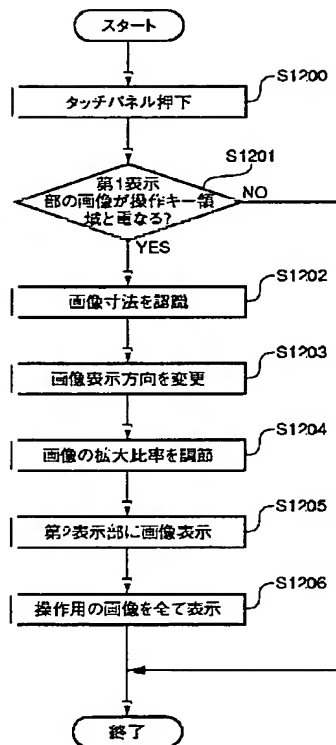 スタート
S1200
タッチパネル押下
S1201
第1表示
部の画像が操作キー領
域と重なる?
NO
YES
S1202
画像寸法を認識
S1203
画像表示方向を変更
S1204
画像の拡大比率を調節
S1205
第2表示部に画像表示
S1206
操作用の画像を全て表示
終了